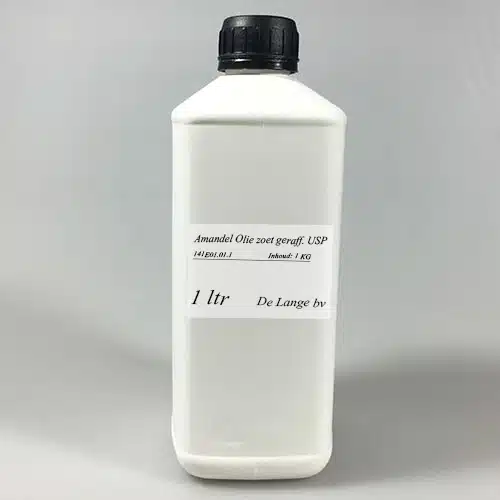 Amandel Olie zoet geraff. USP
141E01.01.1 Inhoud: 1 KG
1 ltr De Lange bv